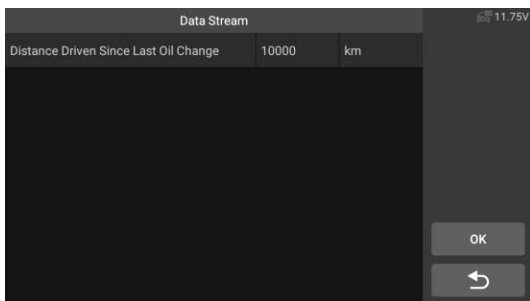 Data Stream
11.75V
Distance Driven Since Last Oil Change 10000 km
OK